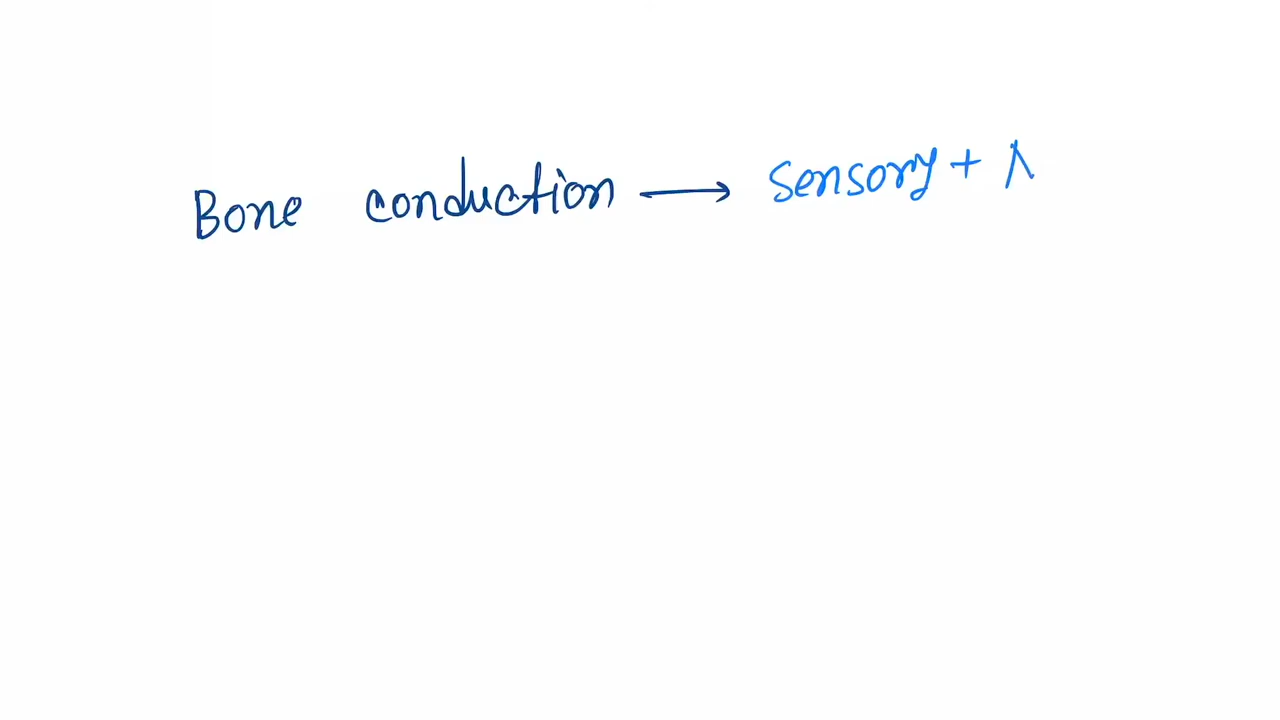 Bone conduction → sensory +